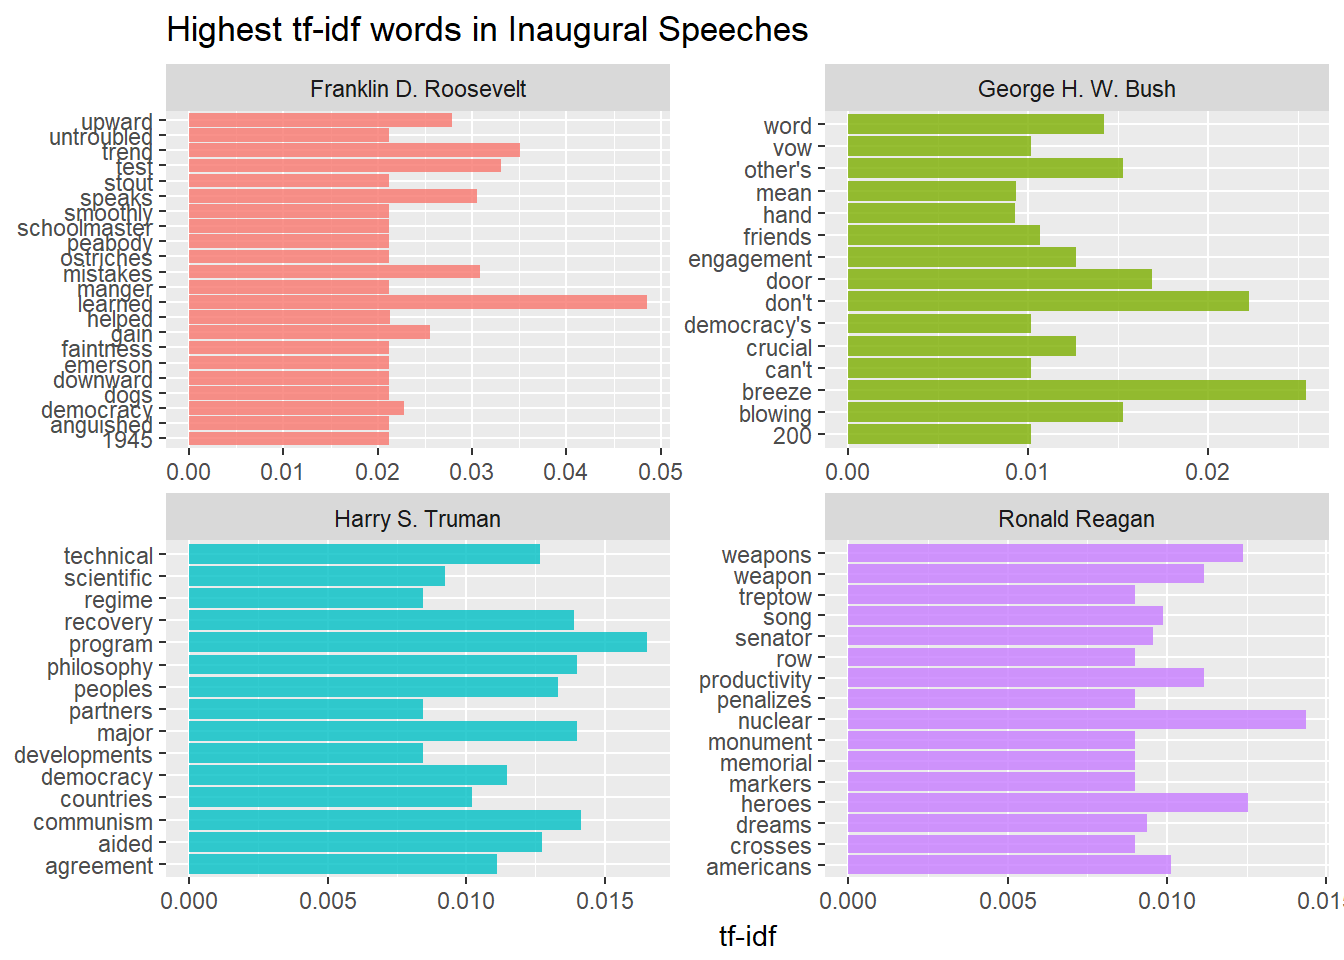 Highest tf-idf words in Inaugural Speeches
Franklin D. Roosevelt
upward
untroubled
trend
test
stout
speaks
smoothly
schoolmaster
peabody
ostriches
mistakes
manger
learned
helped
gain
faintness
emerson
downward
dogs
democracy
anguished
1945
0.00 0.01 0.02 0.03 0.04 0.05
George H. W. Bush
word
vow
other's
mean
hand
friends
engagement
door
don't
democracy's
crucial
can't
breeze
blowing
200
0.00 0.01 0.02
Harry S. Truman
technical
scientific
regime
recovery
program
philosophy
peoples
partners
major
developments
democracy
countries
communism
aided
agreement
0.000 0.005 0.010 0.015
Ronald Reagan
weapons
weapon
treptow
song
senator
row
productivity
penalizes
nuclear
monument
memorial
markers
heroes
dreams
crosses
americans
0.000 0.005 0.010
tf-idf